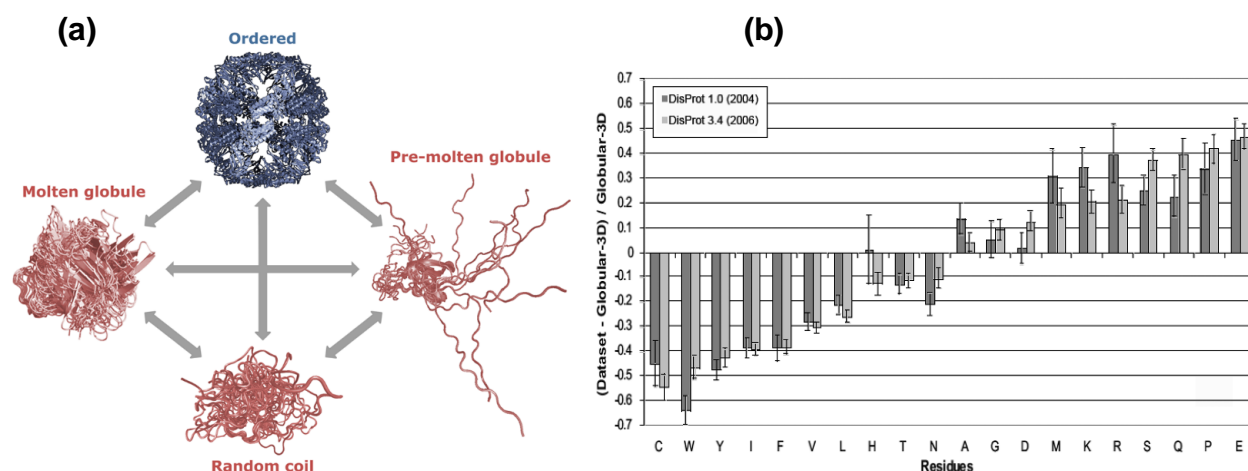 (a)
Ordered
Molten globule
Pre-molten globule
Random coil
(b)
(Dataset - Globular-3D) / Globular-3D
0.7
0.6
0.5
0.4
0.3
0.2
0.1
0
-0.1
-0.2
-0.3
-0.4
-0.5
-0.6
-0.7
DisProt 1.0 (2004)
DisProt 3.4 (2006)
C W Y I F V L H T N A G D M K R S Q P E
Residues